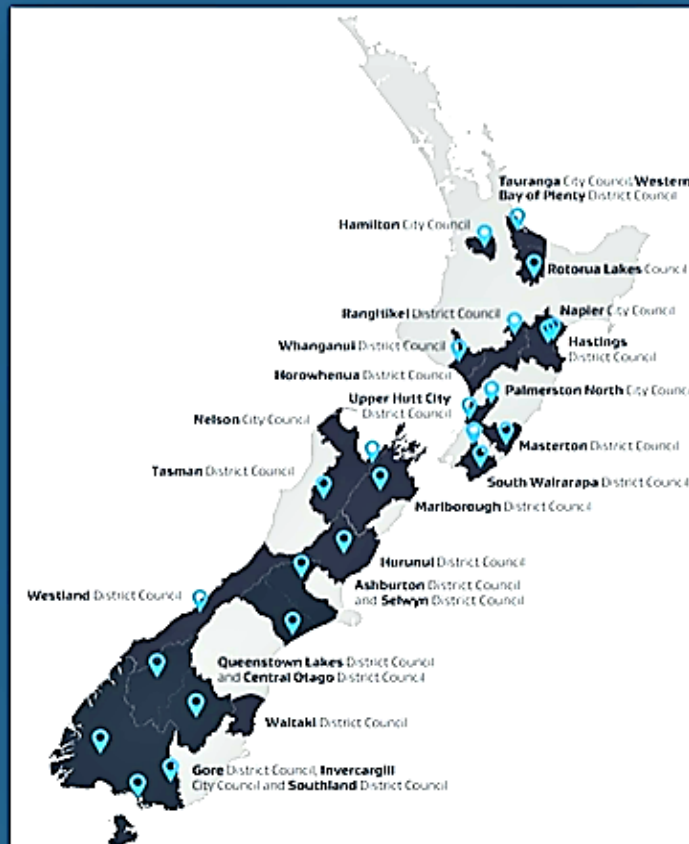 Tauranga City Council, Western
Bay of Plenty District Council
Hamilton City Council
Rotorua Lakes Council
Rangitikei District Council
Napier City Council
Whanganui District Council
Hastings
District Council
Horowhenua District Council
Palmerston North City Council
Upper Hutt City
District Council
Nelson City Council
Masterton District Council
Tasman District Council
South Wairarapa District Council
Marlborough District Council
Hurunui District Council
Ashburton District Council
and Selwyn District Council
Westland District Council
Queenstown Lakes District Council
and Central Otago District Council
Waitaki District Council
Gore District Council, Invercargill
City Council and Southland District Council